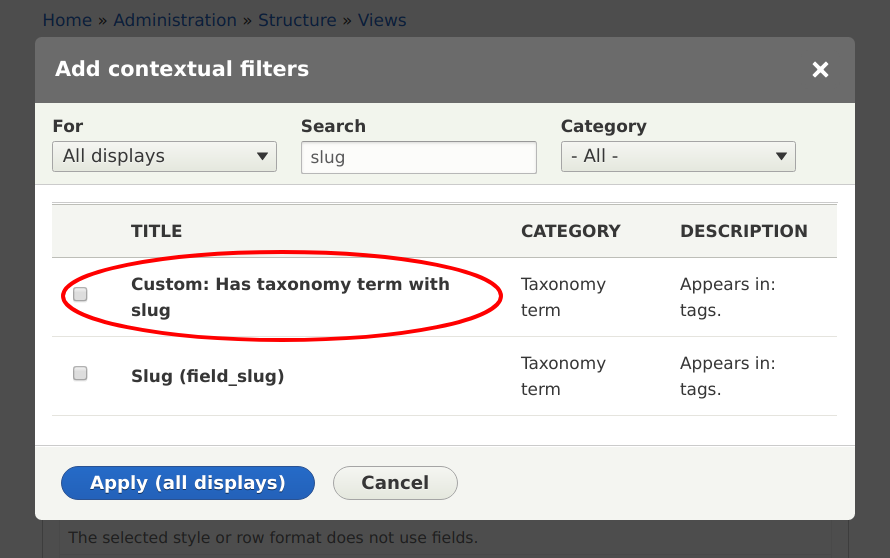 Home » Administration » Structure » Views
Add contextual filters
For
Search
Category
All displays
slug
- All -
TITLE
CATEGORY
DESCRIPTION
Custom: Has taxonomy term with
slug
Taxonomy
term
Appears in:
tags.
Slug (field_slug)
Taxonomy
term
Appears in:
tags.
Apply (all displays)
Cancel
The selected style or row format does not use fields.